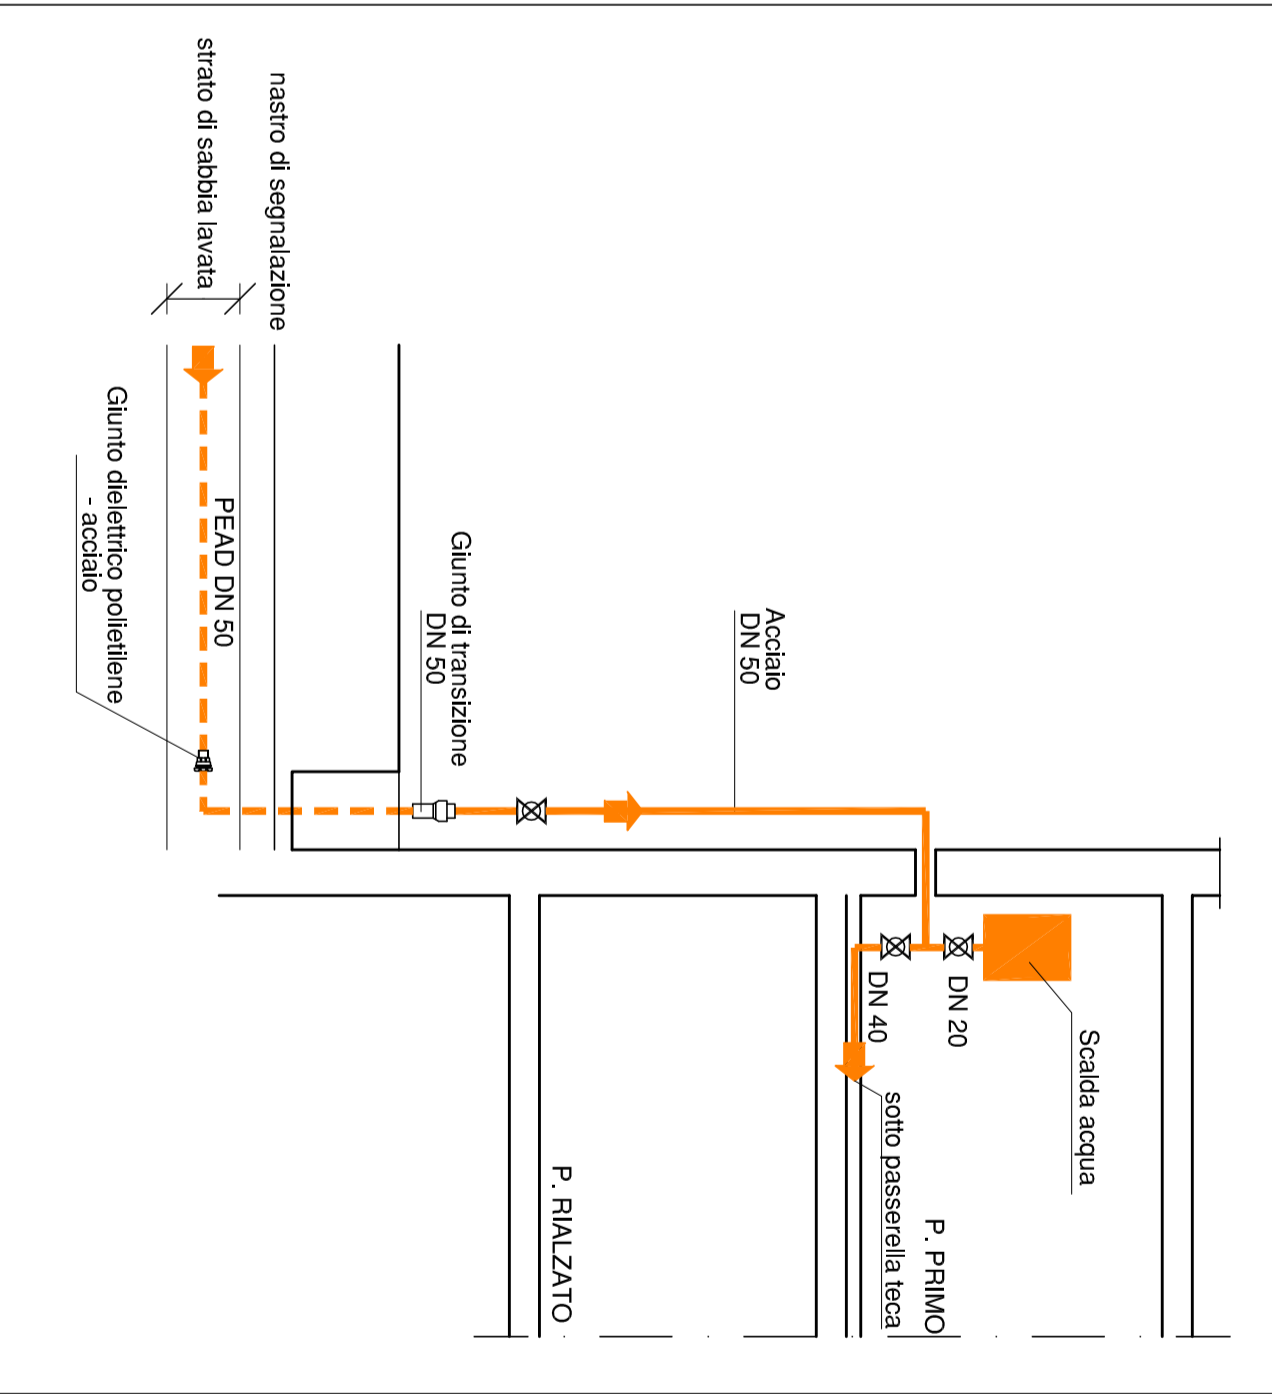 Scalda acqua
DN 20
DN 40
P. PRIMO
sotto passerella teca
Acciaio
DN 50
P. RIALZATO
Giunto di transizione
DN 50
nastro di segnalazione
strato di sabbia lavata
PEAD DN 50
Giunto dielettrico polietilene
- acciaio